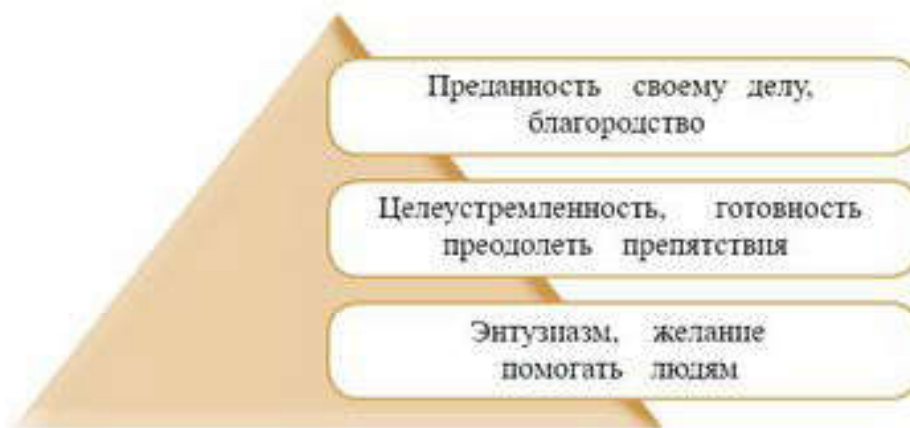 Преданность своему делу,
благородство
Целеустремленность, готовность
преодолеть препятствия
Энтузиазм, желание
помогать людям